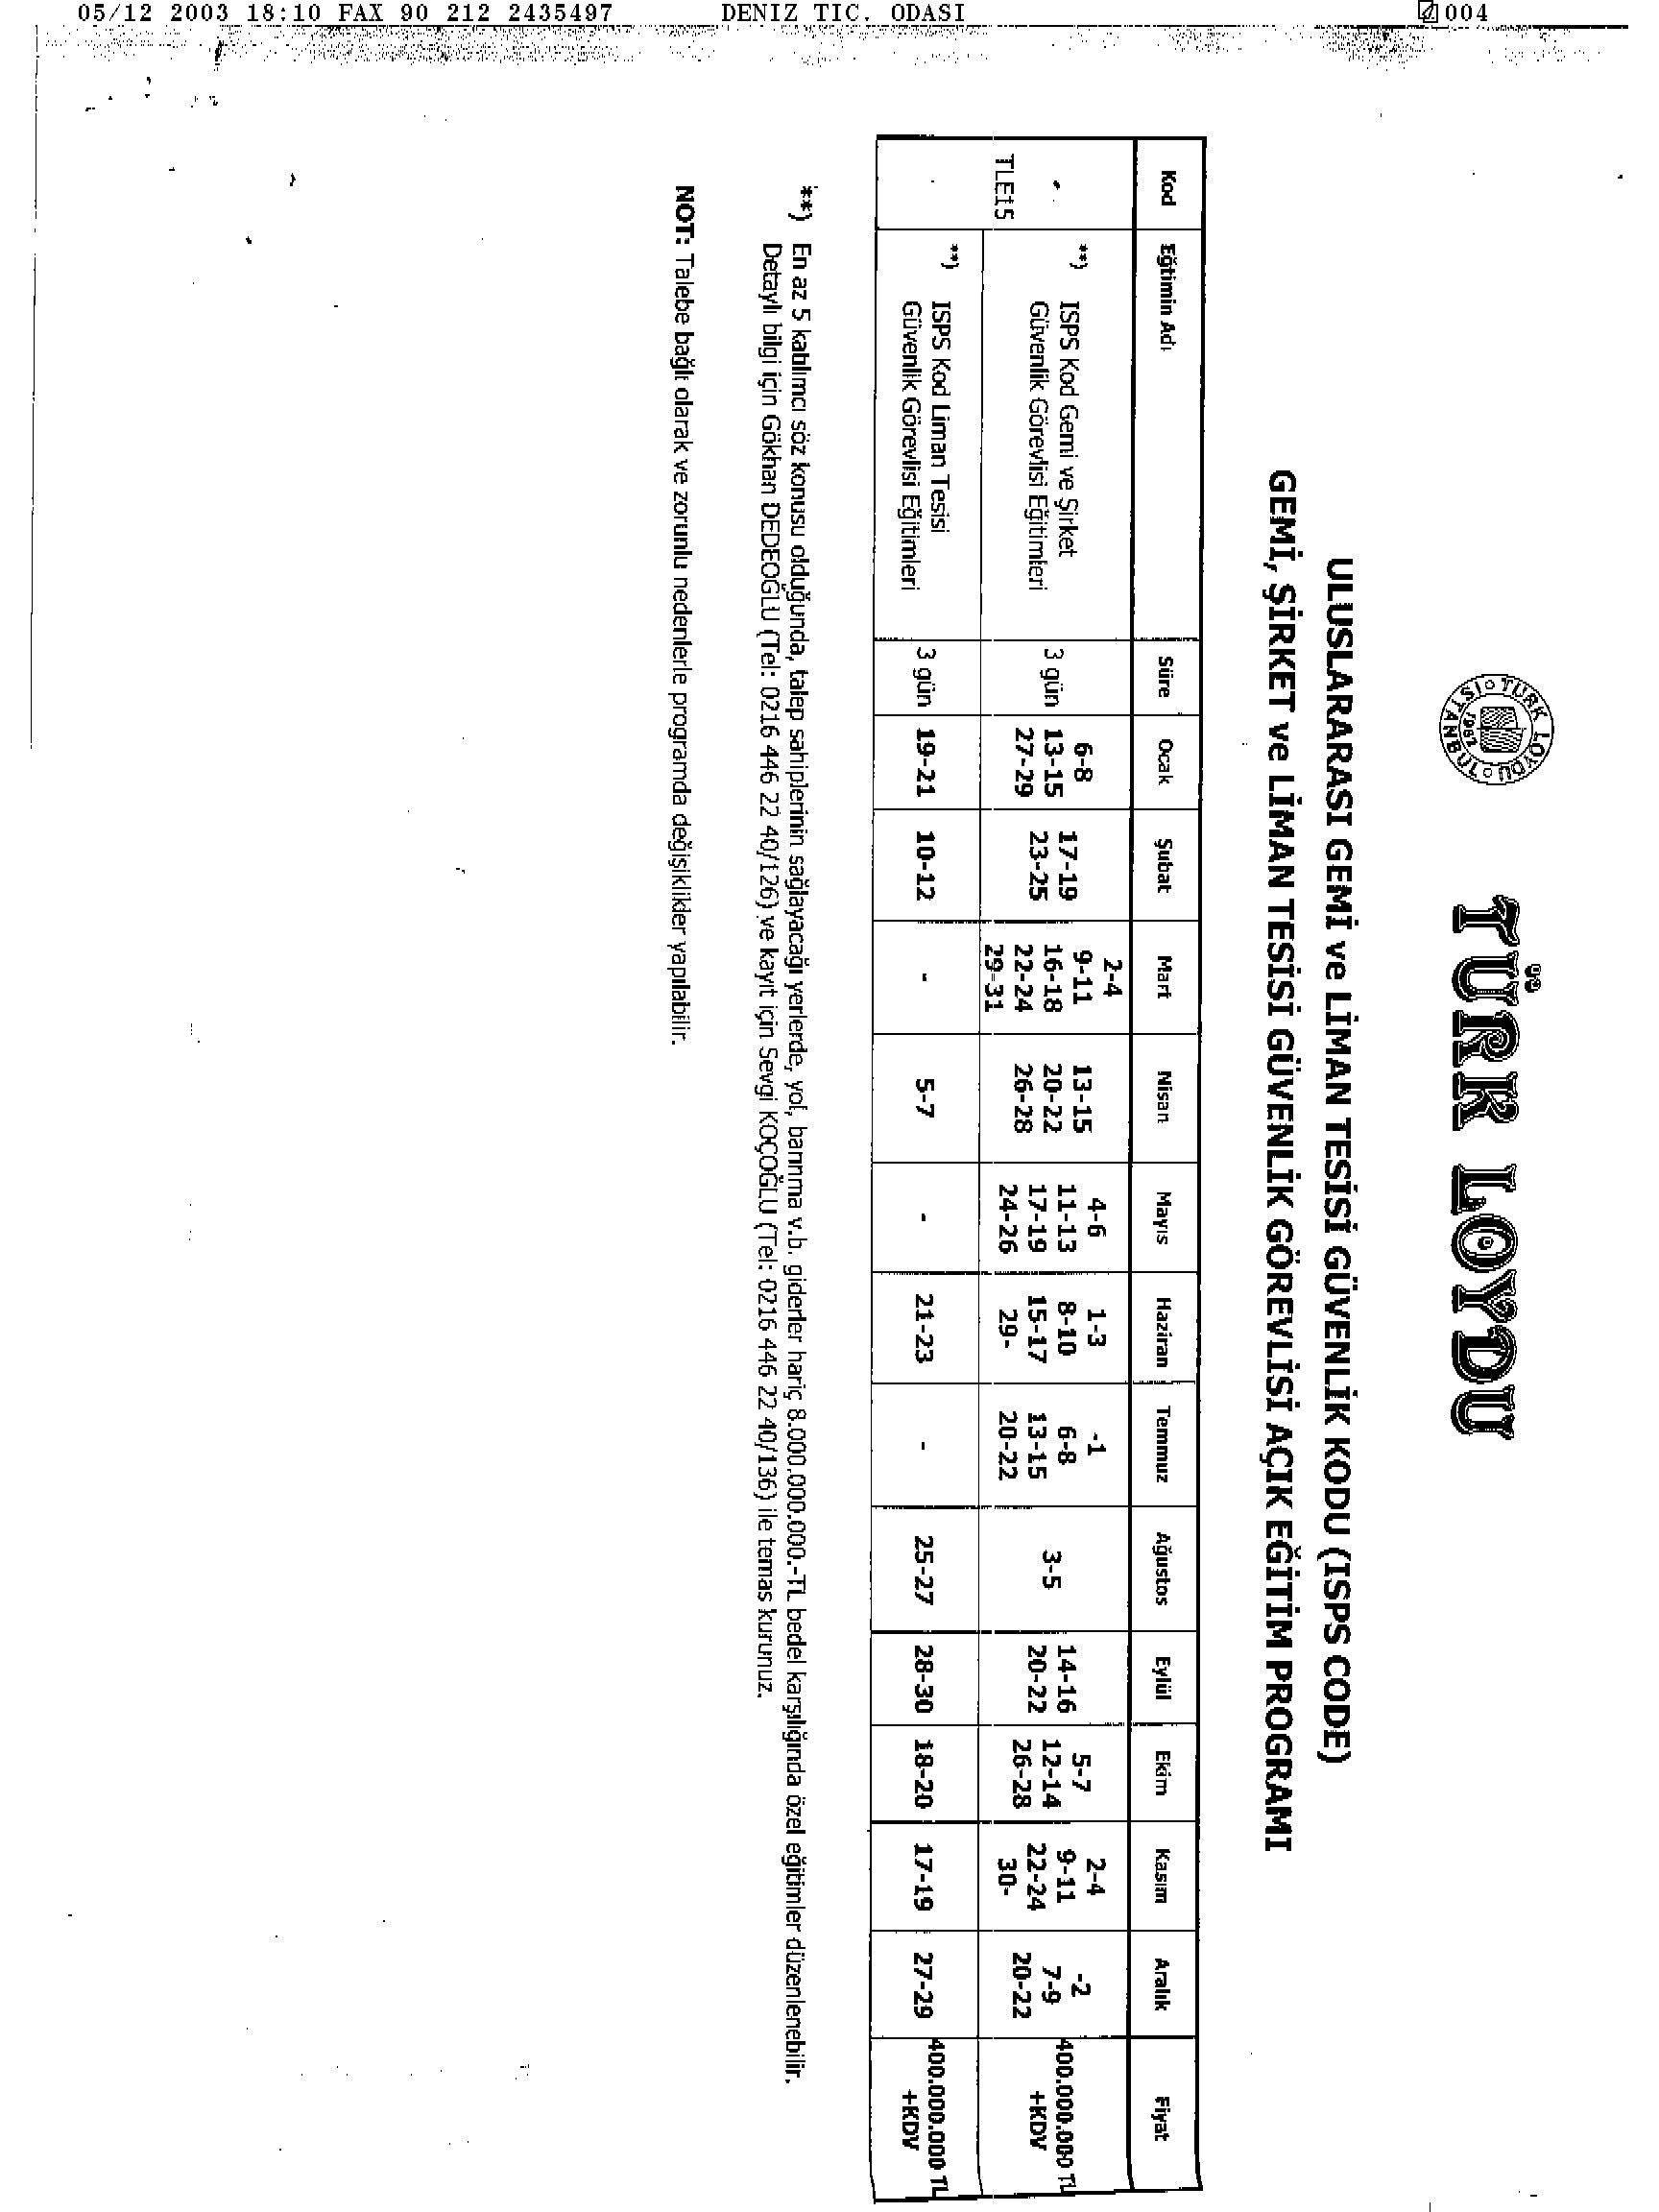 05/12 2003 18:10 FAX 90 212 2435497 DENIZ TIC. ODASI 004
TÜRK LOYDU
TÜRK LOYDU İSTANBUL 1962
ULUSLARARASI GEMİ ve LİMAN TESİSİ GÜVENLİK KODU (ISPS CODE)
GEMİ, ŞİRKET ve LİMAN TESİSİ GÜVENLİK GÖREVLİSİ AÇIK EĞİTİM PROGRAMI
Kod Eğitimin Adı Süre Ocak Şubat Mart Nisan Mayıs Haziran Temmuz Ağustos Eylül Ekim Kasım Aralık Fiyat
TLE15
**) ISPS Kod Gemi ve Şirket
Güvenlik Görevlisi Eğitimleri
3 gün
6-8
13-15
27-29
17-19
23-25
2-4
9-11
16-18
22-24
29-31
13-15
20-22
26-28
4-6
11-13
17-19
24-26
1-3
8-10
15-17
29-
-1
6-8
13-15
20-22
3-5
14-16
20-22
5-7
12-14
26-28
2-4
9-11
22-24
30-
-2
7-9
20-22
400.000.000 TL
+KDV
**) ISPS Kod Liman Tesisi
Güvenlik Görevlisi Eğitimleri
3 gün 19-21 10-12 - 5-7 - 21-23 - 25-27 28-30 18-20 17-19 27-29
400.000.000 TL
+KDV
**) En az 5 katılımcı söz konusu olduğunda, talep sahiplerinin sağlayacağı yerlerde, yol, barınma v.b. giderler hariç 8.000.000.000.-TL bedel karşılığında özel eğitimler düzenlenebilir.
Detaylı bilgi için Gökhan DEDEOĞLU (Tel: 0216 446 22 40/126) ve kayıt için Sevgi KOÇOĞLU (Tel: 0216 446 22 40/136) ile temas kurunuz.
NOT: Talebe bağlı olarak ve zorunlu nedenlerle programda değişiklikler yapılabilir.